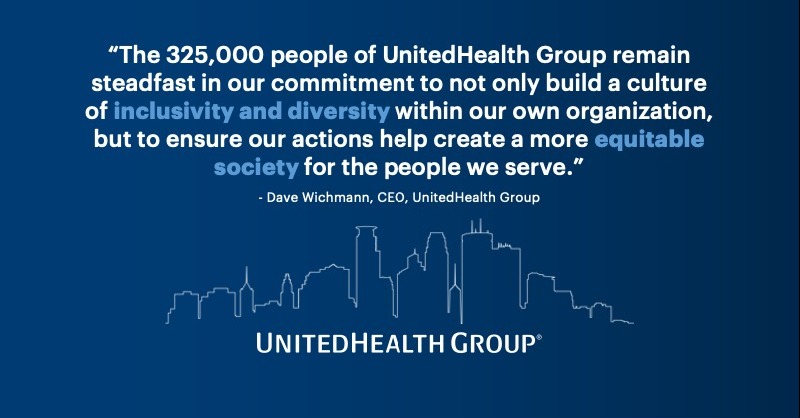 “The 325,000 people of UnitedHealth Group remain
steadfast in our commitment to not only build a culture
of inclusivity and diversity within our own organization,
but to ensure our actions help create a more equitable
society for the people we serve.”
- Dave Wichmann, CEO, UnitedHealth Group
UNITEDHEALTH GROUP®